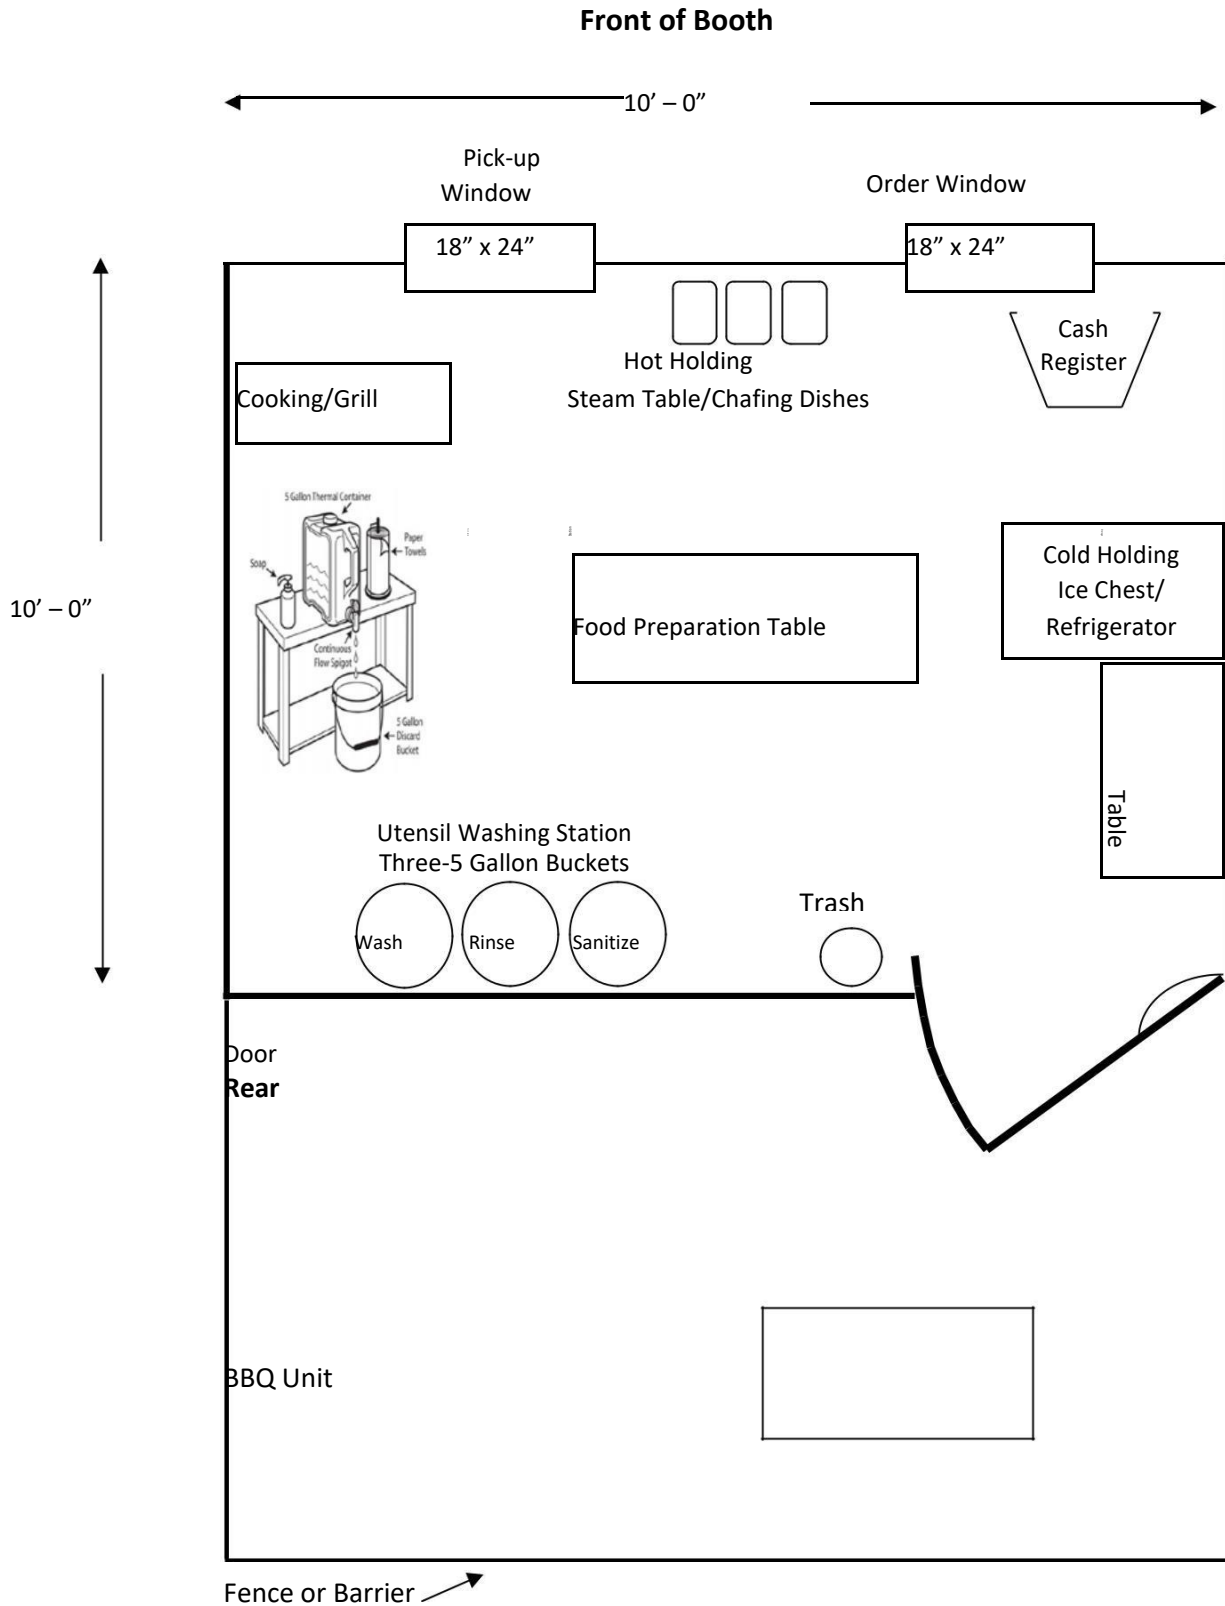 Front of Booth
10’ – 0”
Pick-up
Window
Order Window
18” x 24”
18” x 24”
Cash
Register
Hot Holding
Steam Table/Chafing Dishes
Cooking/Grill
5 Gallon Thermal Container
Paper
Towels
Soap
Continuous
Flow Spigot
5 Gallon
Discard
Bucket
10’ – 0”
Food Preparation Table
Cold Holding
Ice Chest/
Refrigerator
Table
Utensil Washing Station
Three-5 Gallon Buckets
Wash
Rinse
Sanitize
Trash
Door
Rear
BBQ Unit
Fence or Barrier